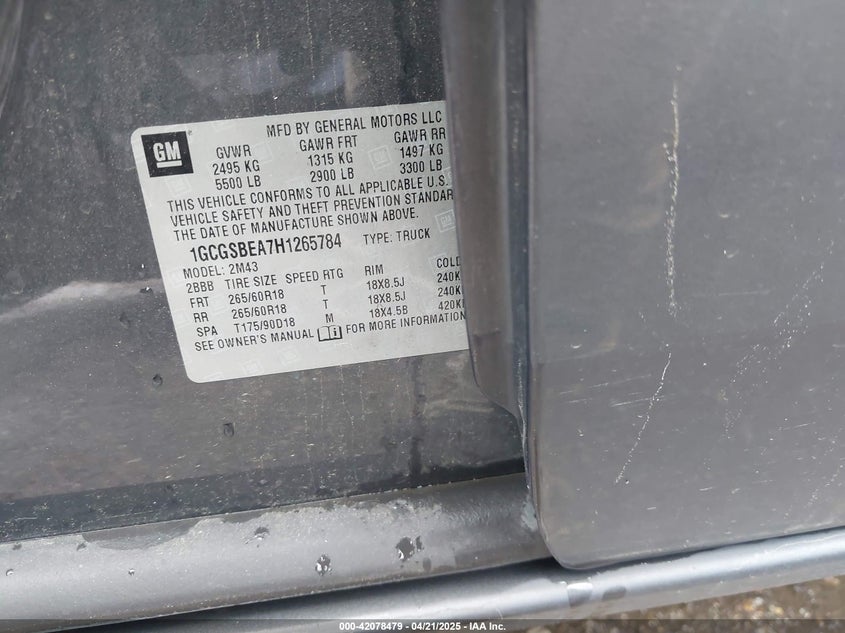 GM
MFD BY GENERAL MOTORS LLC
GVWR GAWR FRT GAWR RR
2495 KG 1315 KG 1497 KG
5500 LB 2900 LB 3300 LB
THIS VEHICLE CONFORMS TO ALL APPLICABLE U.S.
VEHICLE SAFETY AND THEFT PREVENTION STANDAR
THE DATE OF MANUFACTURE SHOWN ABOVE.
1GCGSBEA7H1265784 TYPE: TRUCK
MODEL: 2M43
2BBB TIRE SIZE SPEED RTG RIM COLD
FRT 265/60R18 T 18X8.5J 240K
RR 265/60R18 T 18X8.5J 240K
SPA T175/90D18 M 18X4.5B 420K
SEE OWNER'S MANUAL FOR MORE INFORMATION
000-42078479 - 04/21/2025 - IAA Inc.